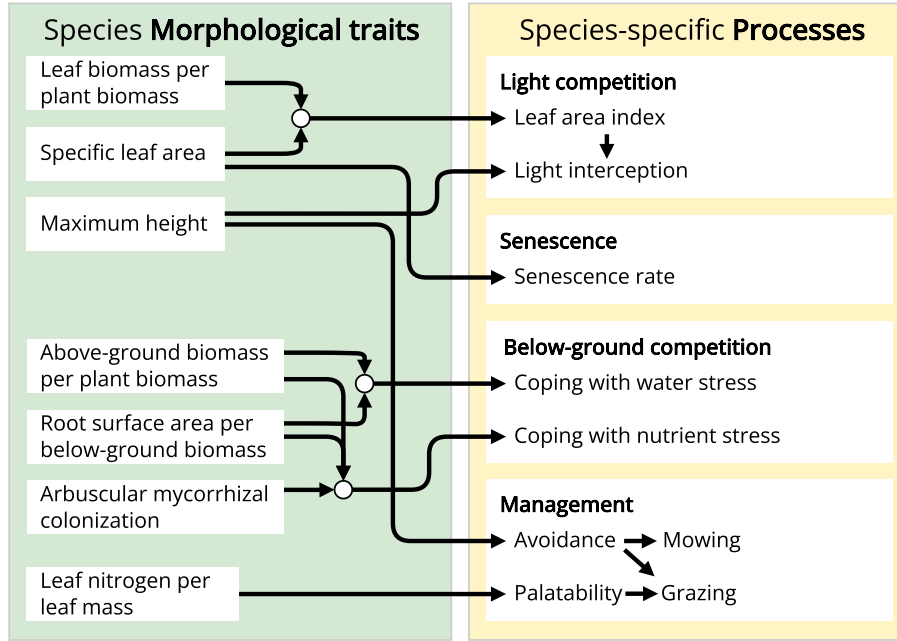 Species Morphological traits
Leaf biomass per
plant biomass
Specific leaf area
Maximum height
Above-ground biomass
per plant biomass
Root surface area per
below-ground biomass
Arbuscular mycorrhizal
colonization
Leaf nitrogen per
leaf mass
Species-specific Processes
Light competition
Leaf area index
Light interception
Senescence
Senescence rate
Below-ground competition
Coping with water stress
Coping with nutrient stress
Management
Avoidance Mowing
Palatability Grazing